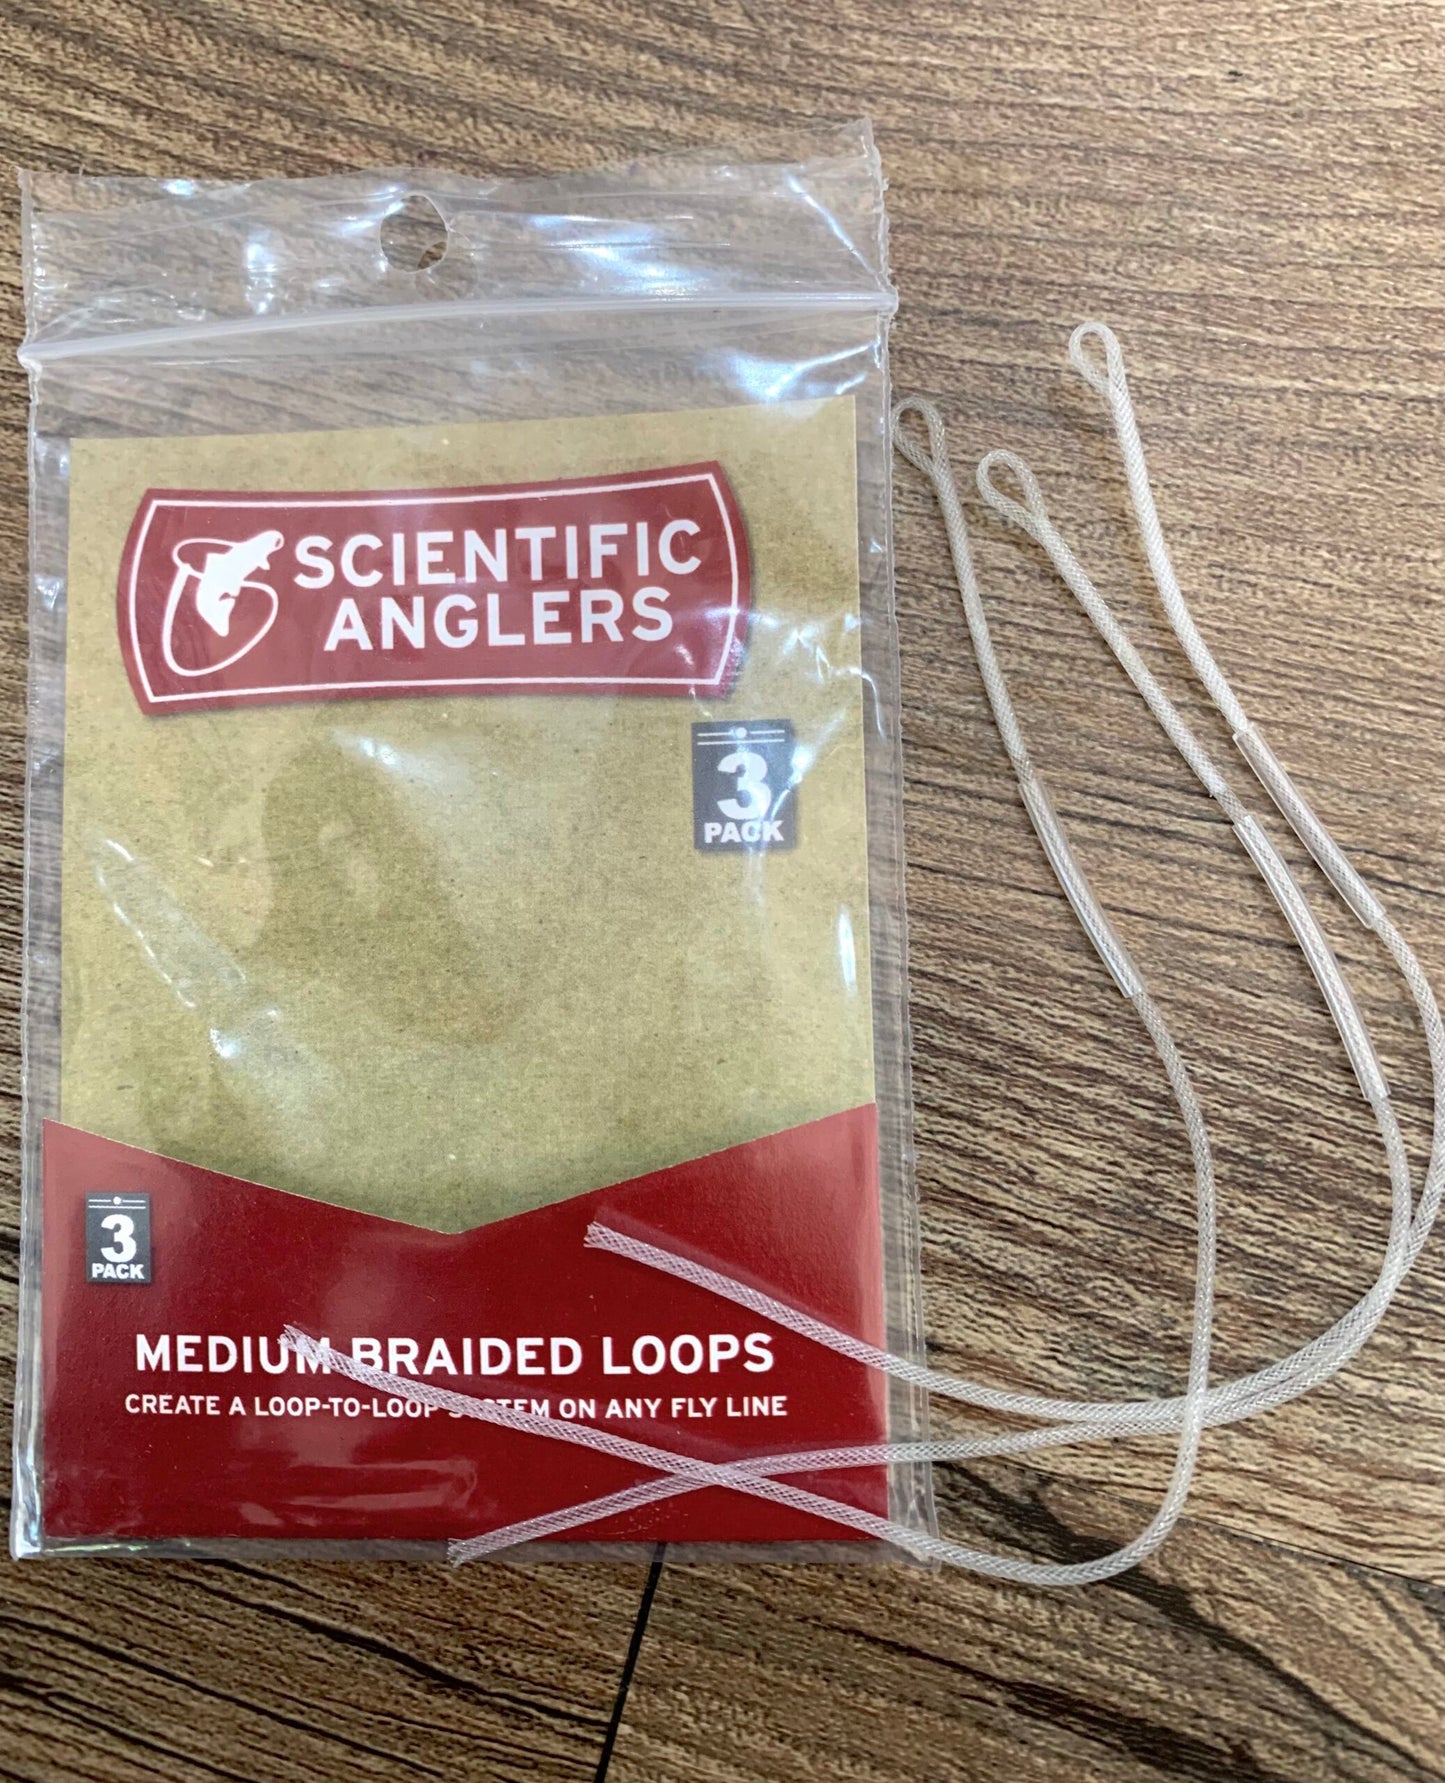 SCIENTIFIC
ANGLERS
3
PACK
3
PACK
MEDIUM BRAIDED LOOPS
CREATE A LOOP-TO-LOOP SYSTEM ON ANY FLY LINE